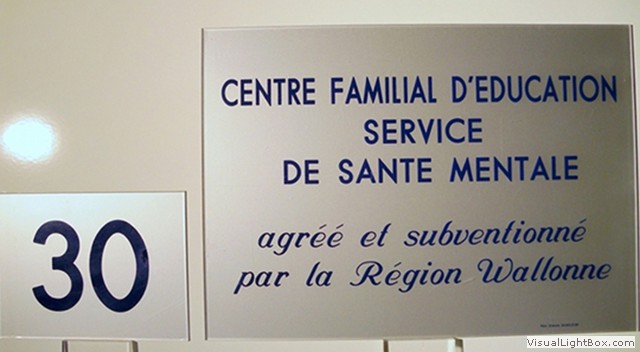 CENTRE FAMILIAL D'EDUCATION
SERVICE
DE SANTE MENTALE
agréé et subventionné
par la Région Wallonne
30
VisualLightBox.com